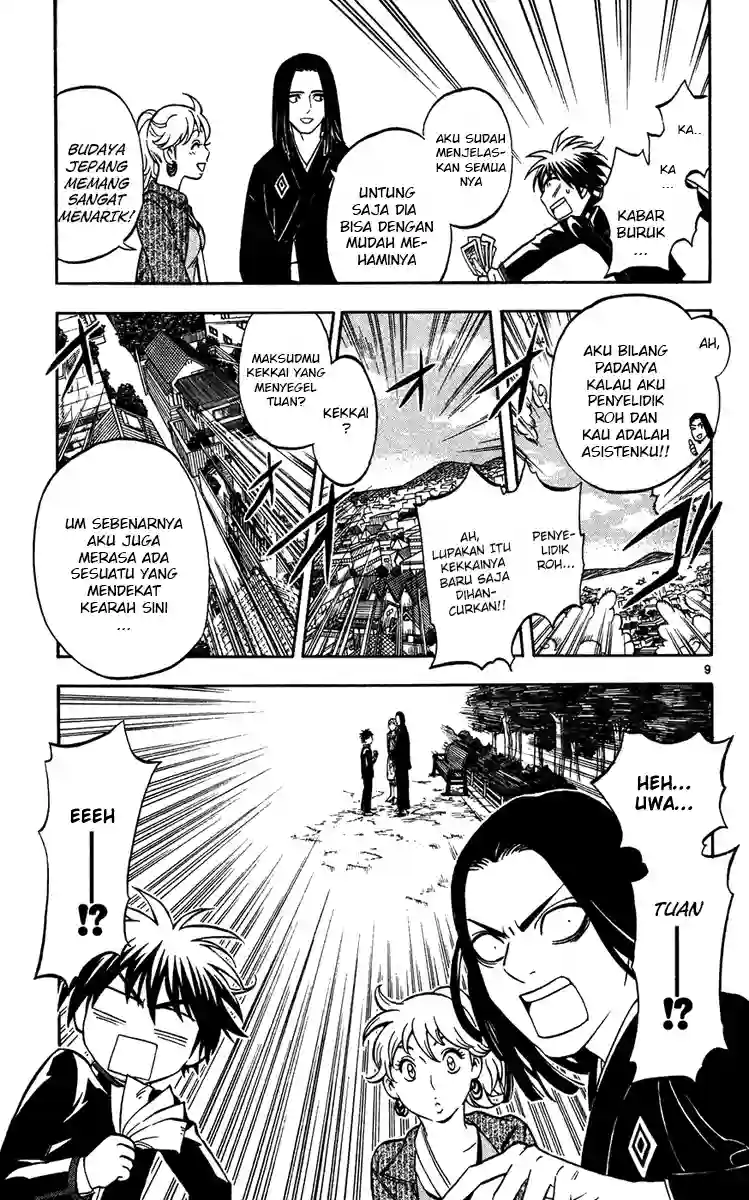 KA..
KA
...
KABAR
BURUK
...
AKU SUDAH
MENJELAS-
KAN SEMUA
NYA
UNTUNG
SAJA DIA
BISA DENGAN
MUDAH ME-
HAMINYA
BUDAYA
JEPANG
MEMANG
SANGAT
MENARIK!
AH,
AKU BILANG
PADANYA
KALAU AKU
PENYELIDIK
ROH DAN
KAU ADALAH
ASISTENKU!!
PENYE-
LIDIK
ROH...
AH,
LUPAKAN ITU
KEKKAINYA
BARU SAJA
DIHAN-
CURKAN!!
KEKKAI
?
MAKSUDMU
KEKKAI YANG
MENYEGEL
TUAN?
UM SEBENARNYA
AKU JUGA
MERASA ADA
SESUATU YANG
MENDEKAT
KEARAH SINI
...
9
HEH...
UWA...
TUAN
—
!?
EEEH
—
!?